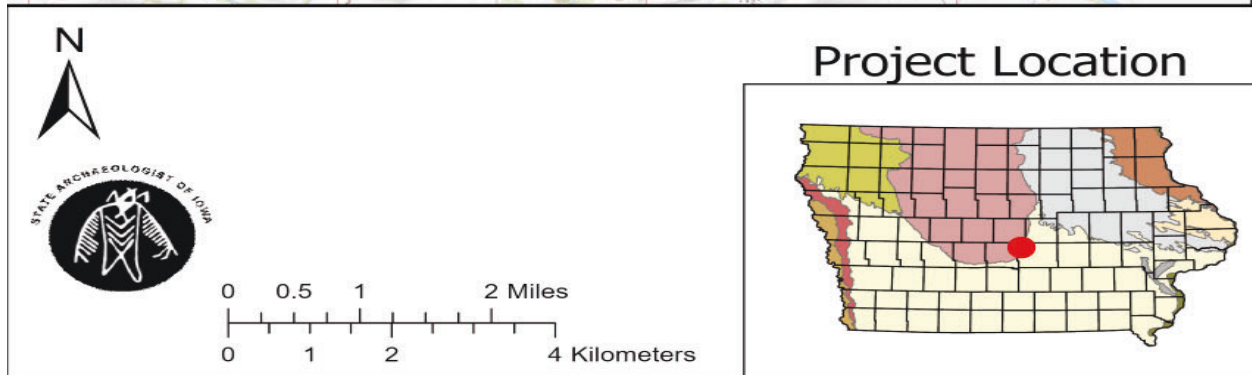 N
Project Location
STATE ARCHAEOLOGIST OF IOWA
0 0.5 1 2 Miles
0 1 2 4 Kilometers